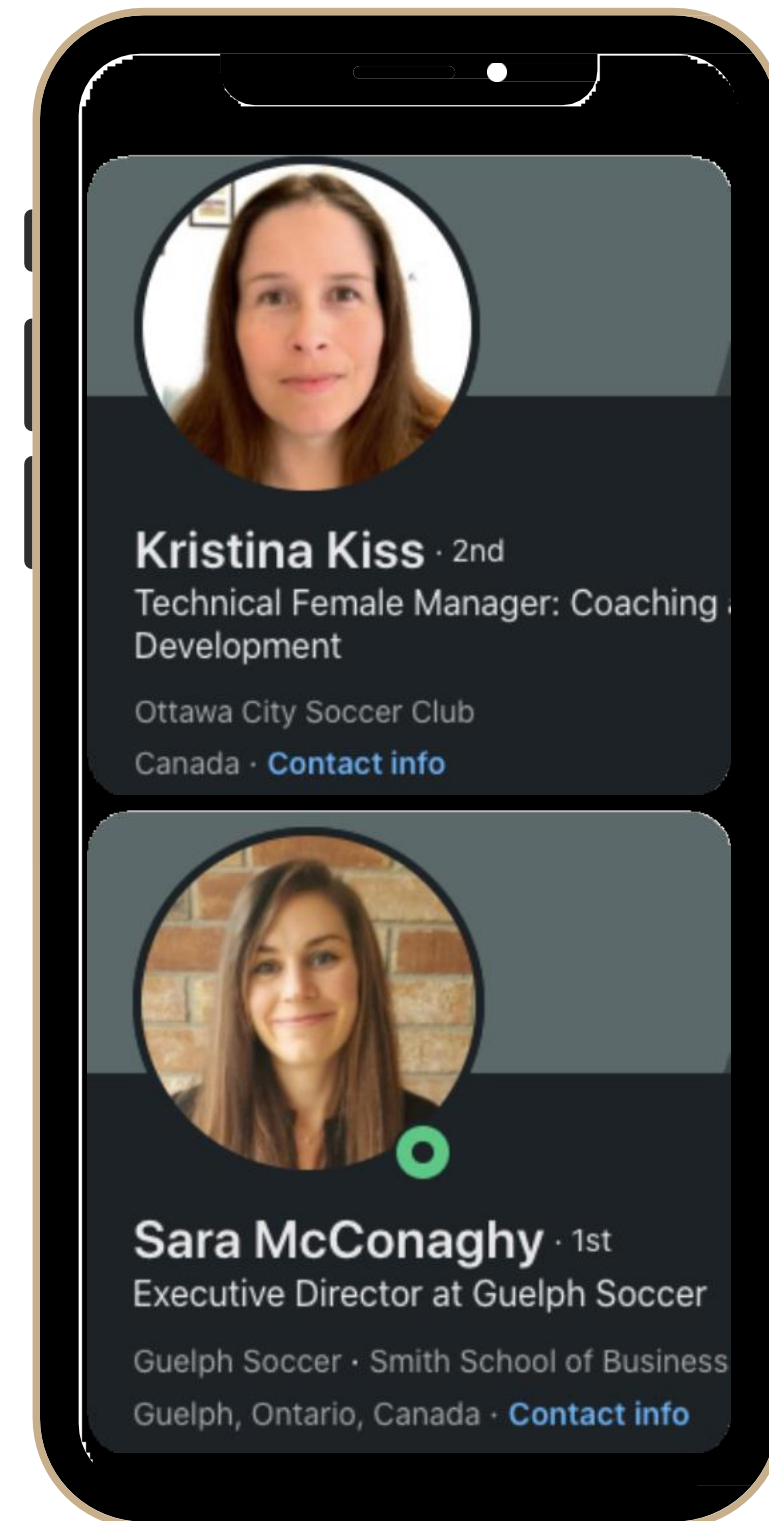 Kristina Kiss · 2nd
Technical Female Manager: Coaching
Development
Ottawa City Soccer Club
Canada · Contact info
Sara McConaghy · 1st
Executive Director at Guelph Soccer
Guelph Soccer · Smith School of Business
Guelph, Ontario, Canada · Contact info